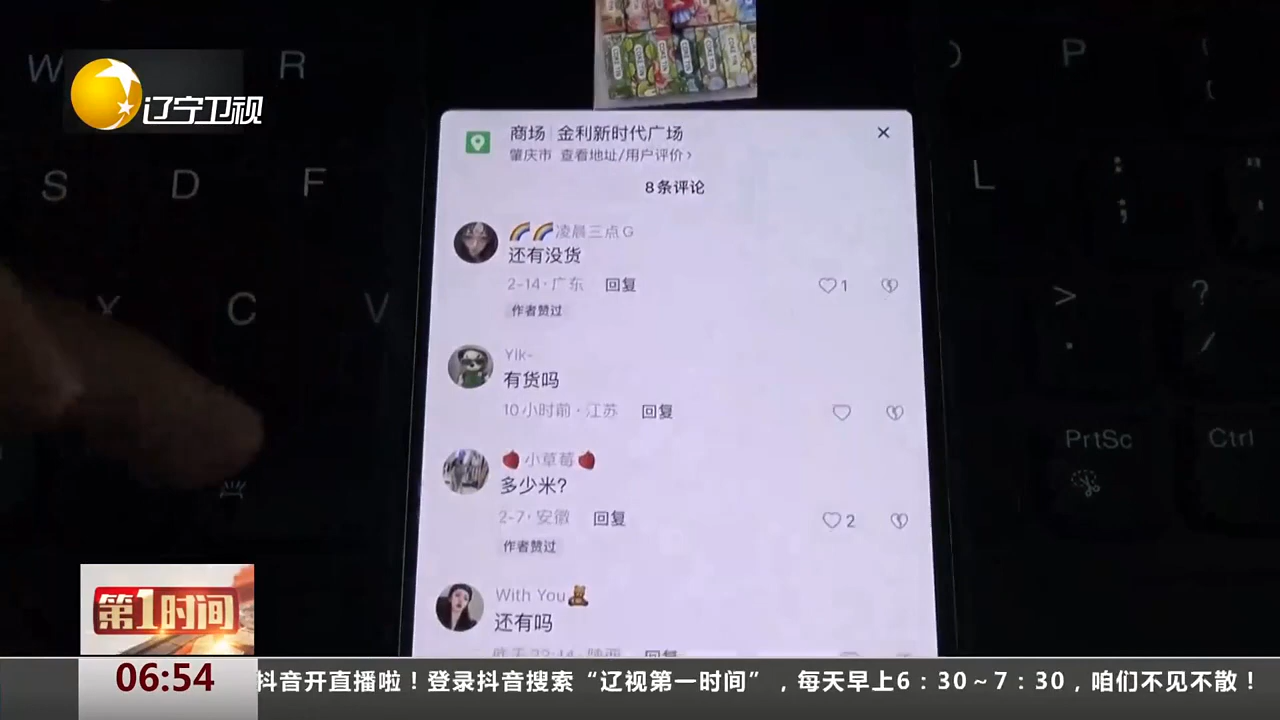 W R
辽宁卫视
P
S D F L
X C V
> ?
. /
PrtSc Ctrl
商场 金利新时代广场
肇庆市 查看地址/用户评价>
8条评论
凌晨三点G
还有没货
2-14·广东 回复 1
作者赞过
Yik-
有货吗
10小时前·江苏 回复
小草莓
多少米?
2-7·安徽 回复 2
作者赞过
With You
还有吗
第1时间
06:54
抖音开直播啦！登录抖音搜索“辽视第一时间”，每天早上6：30～7：30，咱们不见不散！